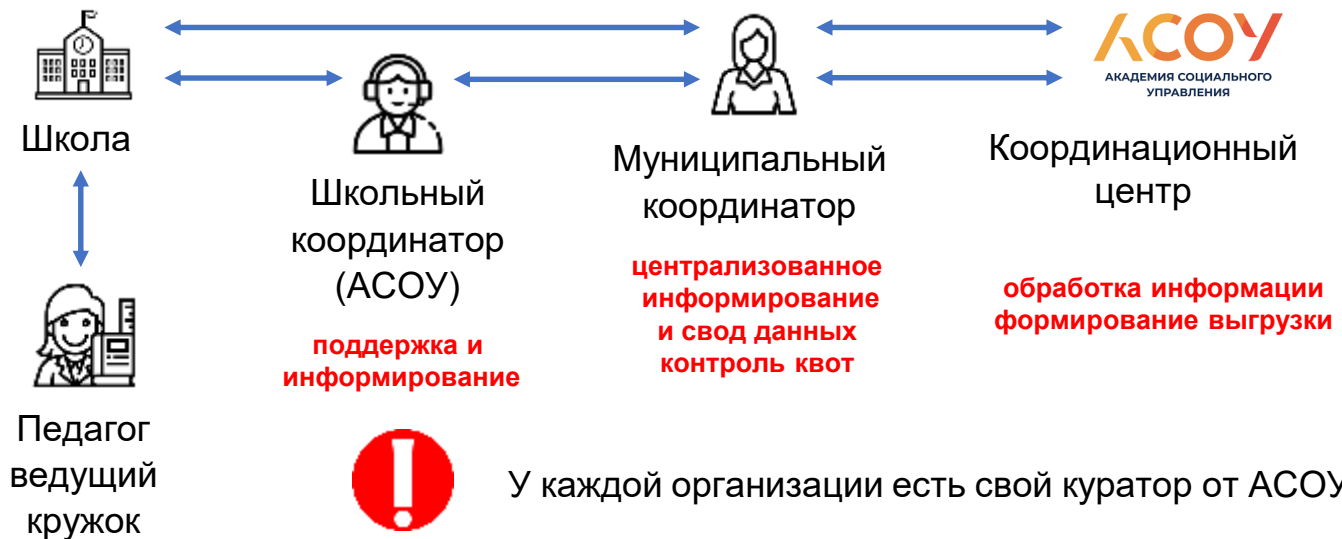 АСОУ
АКАДЕМИЯ СОЦИАЛЬНОГО
УПРАВЛЕНИЯ
Школа
Школьный
координатор
(АСОУ)
поддержка и
информирование
Муниципальный
координатор
централизованное
информирование
и свод данных
контроль квот
Координационный
центр
обработка информации
формирование выгрузки
Педагог
ведущий
кружок
У каждой организации есть свой куратор от АСОУ